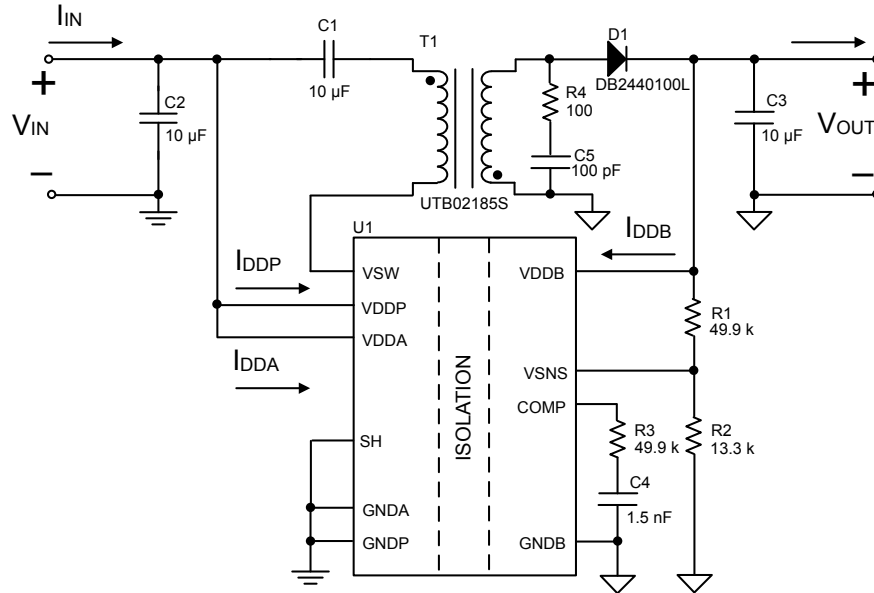 IIN
C1
T1
D1
10 µF
DB2440100L
+
VIN
–
C2
10 µF
R4
100
C5
100 pF
C3
10 µF
+
VOUT
–
UTB02185S
U1
IDDP
IDDA
IDDB
VSW
VDDP
VDDA
SH
GNDA
GNDP
ISOLATION
VDDB
VSNS
COMP
GNDB
R1
49.9 k
R3
49.9 k
R2
13.3 k
C4
1.5 nF